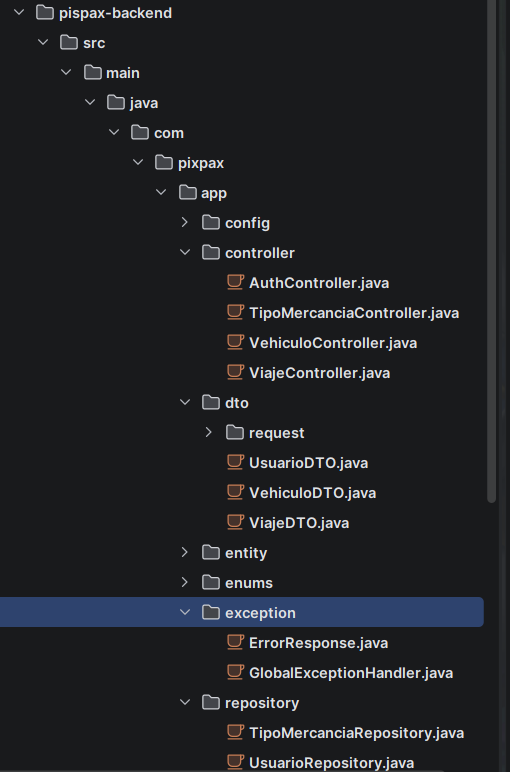 pispax-backend
src
main
java
com
pixpax
app
config
controller
AuthController.java
TipoMercanciaController.java
VehiculoController.java
ViajeController.java
dto
request
UsuarioDTO.java
VehiculoDTO.java
ViajeDTO.java
entity
enums
exception
ErrorResponse.java
GlobalExceptionHandler.java
repository
TipoMercanciaRepository.java
UsuarioRepository.java